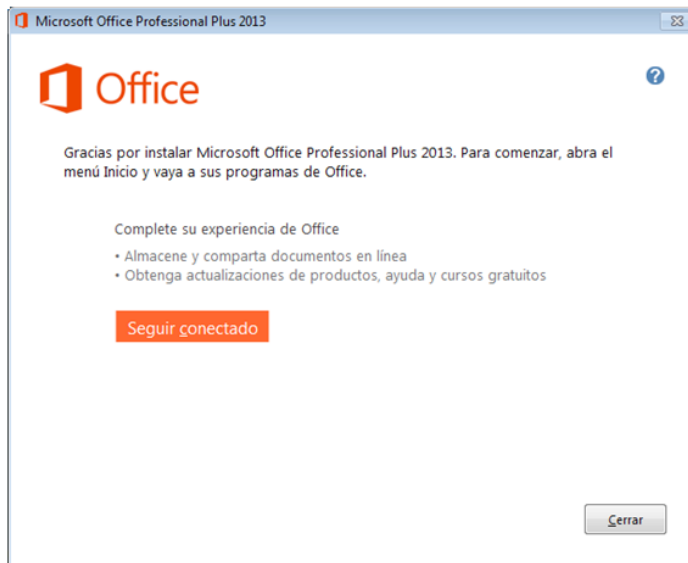 Microsoft Office Professional Plus 2013
Office
?
Gracias por instalar Microsoft Office Professional Plus 2013. Para comenzar, abra el
menú Inicio y vaya a sus programas de Office.
Complete su experiencia de Office
• Almacene y comparta documentos en línea
• Obtenga actualizaciones de productos, ayuda y cursos gratuitos
Seguir conectado
Cerrar